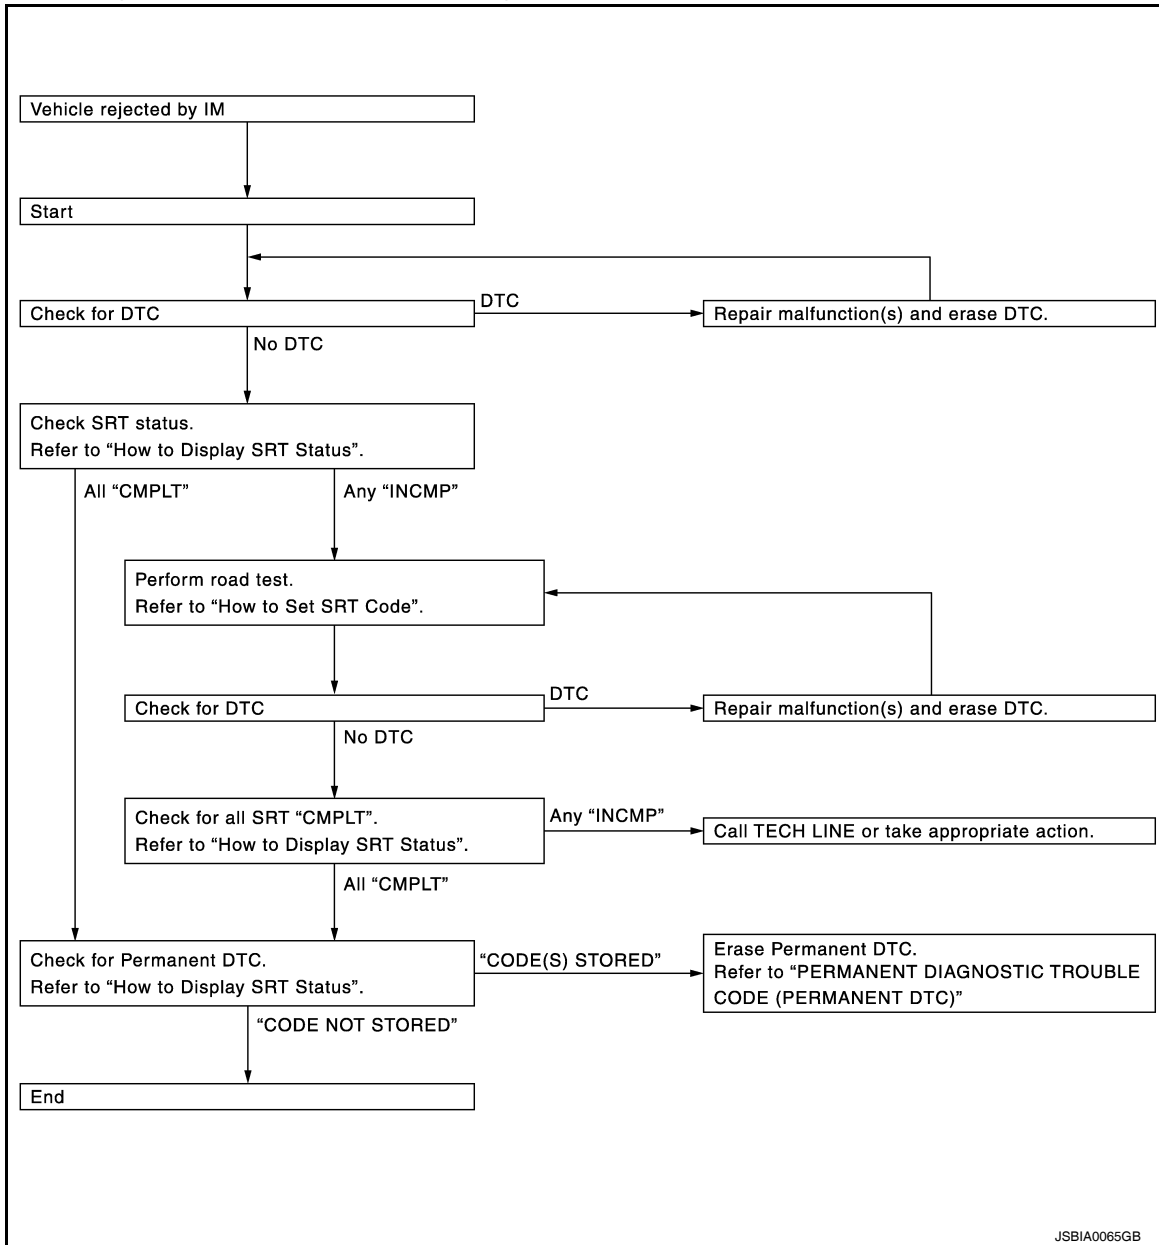 Vehicle rejected by IM
Start
Check for DTC
DTC
Repair malfunction(s) and erase DTC.
No DTC
Check SRT status.
Refer to “How to Display SRT Status”.
All “CMPLT”
Any “INCMP”
Perform road test.
Refer to “How to Set SRT Code”.
Check for DTC
DTC
Repair malfunction(s) and erase DTC.
No DTC
Check for all SRT “CMPLT”.
Refer to “How to Display SRT Status”.
Any “INCMP”
Call TECH LINE or take appropriate action.
All “CMPLT”
Check for Permanent DTC.
Refer to “How to Display SRT Status”.
“CODE(S) STORED”
Erase Permanent DTC.
Refer to “PERMANENT DIAGNOSTIC TROUBLE
CODE (PERMANENT DTC)”
“CODE NOT STORED”
End
JSBIA0065GB